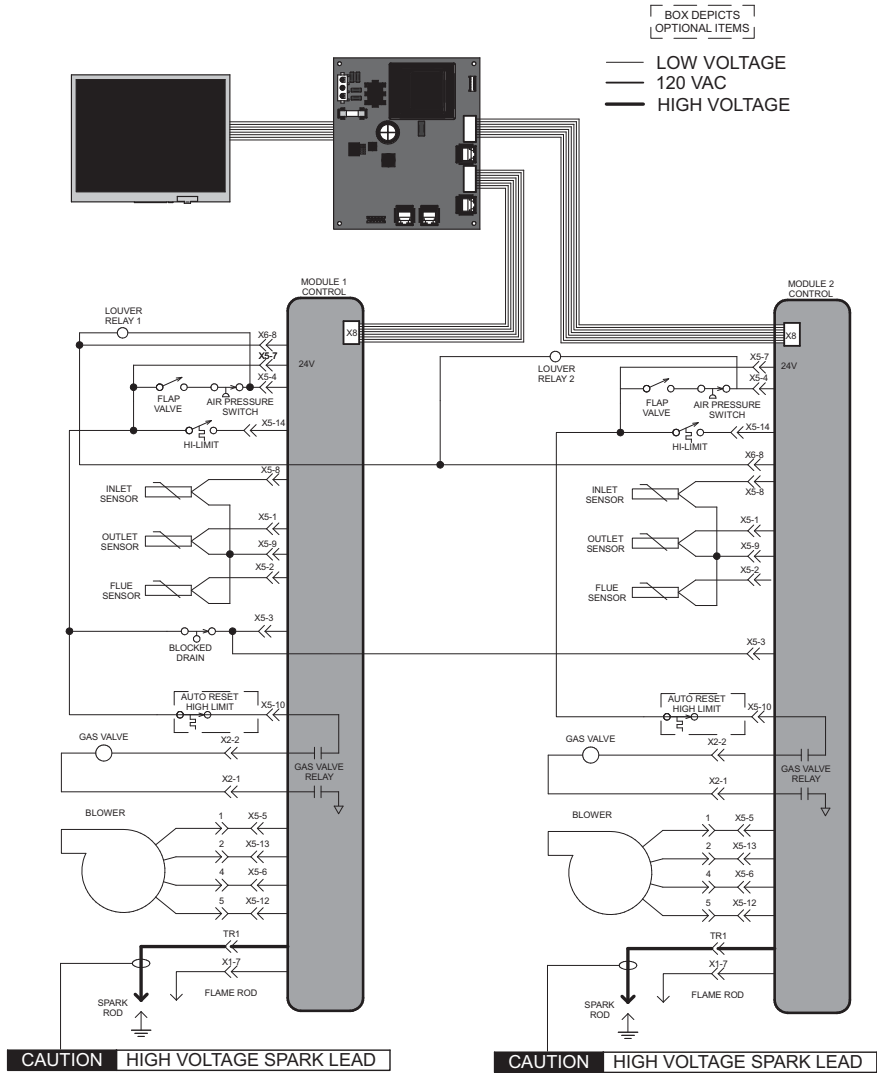 BOX DEPICTS
OPTIONAL ITEMS
LOW VOLTAGE
120 VAC
HIGH VOLTAGE
MODULE 1
CONTROL
LOUVER
RELAY 1
X6-8
X8
X5-7
24V
X5-4
FLAP
VALVE
AIR PRESSURE
SWITCH
X5-14
HI-LIMIT
X5-8
INLET
SENSOR
X5-1
OUTLET
SENSOR
X5-9
X5-2
FLUE
SENSOR
X5-3
BLOCKED
DRAIN
AUTO RESET
HIGH LIMIT
X5-10
GAS VALVE
X2-2
GAS VALVE
RELAY
X2-1
BLOWER
1 X5-5
2 X5-13
4 X5-6
5 X5-12
TR1
X1-7
FLAME ROD
SPARK
ROD
CAUTION HIGH VOLTAGE SPARK LEAD
MODULE 2
CONTROL
X8
LOUVER
RELAY 2
X5-7
24V
X5-4
FLAP
VALVE
AIR PRESSURE
SWITCH
X5-14
HI-LIMIT
X6-8
INLET
SENSOR
X5-8
X5-1
OUTLET
SENSOR
X5-9
X5-2
FLUE
SENSOR
X5-3
AUTO RESET
HIGH LIMIT
X5-10
GAS VALVE
X2-2
GAS VALVE
RELAY
X2-1
BLOWER
1 X5-5
2 X5-13
4 X5-6
5 X5-12
TR1
X1-7
FLAME ROD
SPARK
ROD
CAUTION HIGH VOLTAGE SPARK LEAD